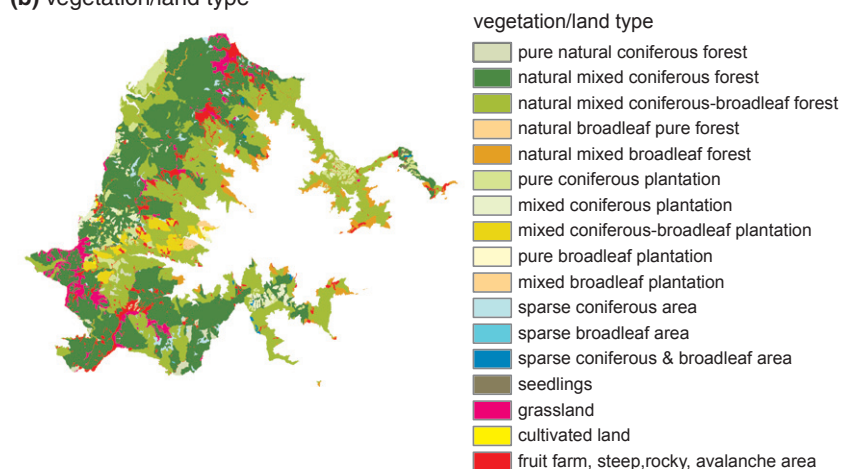 (b) vegetation/land type
vegetation/land type
pure natural coniferous forest
natural mixed coniferous forest
natural mixed coniferous-broadleaf forest
natural broadleaf pure forest
natural mixed broadleaf forest
pure coniferous plantation
mixed coniferous plantation
mixed coniferous-broadleaf plantation
pure broadleaf plantation
mixed broadleaf plantation
sparse coniferous area
sparse broadleaf area
sparse coniferous & broadleaf area
seedlings
grassland
cultivated land
fruit farm, steep,rocky, avalanche area